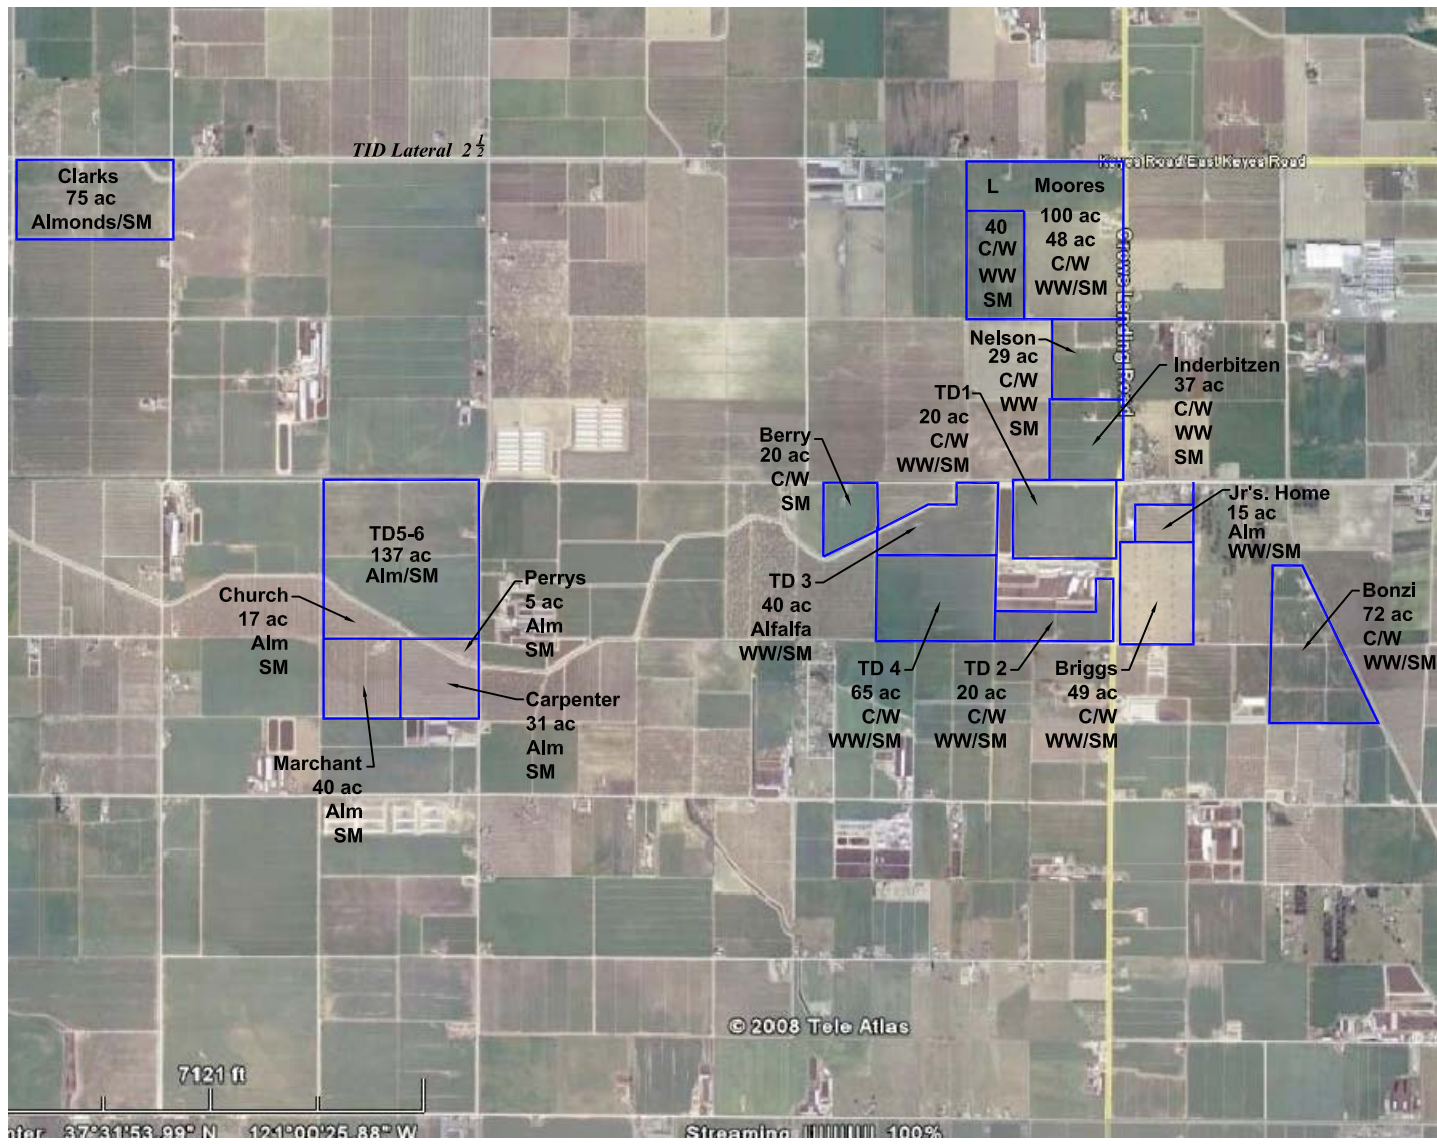 TID Lateral 2 1/2
Keyes Road/East Keyes Road
Clarks
75 ac
Almonds/SM
L
Moores
100 ac
48 ac
C/W
WW/SM
40
C/W
WW
SM
Crows Landing Road
Nelson
29 ac
C/W
WW
SM
Inderbitzen
37 ac
C/W
WW
SM
TD1
20 ac
C/W
WW/SM
Berry
20 ac
C/W
SM
Jr's. Home
15 ac
Alm
WW/SM
TD5-6
137 ac
Alm/SM
Perrys
5 ac
Alm
SM
Church
17 ac
Alm
SM
TD 3
40 ac
Alfalfa
WW/SM
Bonzi
72 ac
C/W
WW/SM
TD 4
65 ac
C/W
WW/SM
TD 2
20 ac
C/W
WW/SM
Briggs
49 ac
C/W
WW/SM
Carpenter
31 ac
Alm
SM
Marchant
40 ac
Alm
SM
© 2008 Tele Atlas
7121 ft
nter 37°31'53.99" N 121°00'25.88" W
Streaming ||||||||| 100%